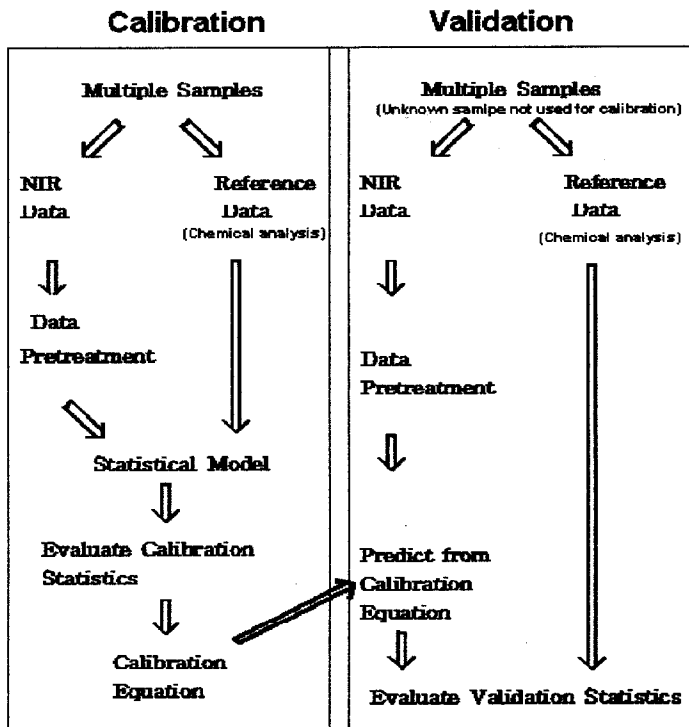 Calibration
Validation
Multiple Samples
NIR
Data
Reference
Data
(Chemical analysis)
Data
Pretreatment
Statistical Model
Evaluate Calibration
Statistics
Calibration
Equation
Multiple Samples
(Unknown samlpe not used for calibration)
NIR
Data
Reference
Data
(Chemical analysis)
Data
Pretreatment
Predict from
Calibration
Equation
Evaluate Validation Statistics